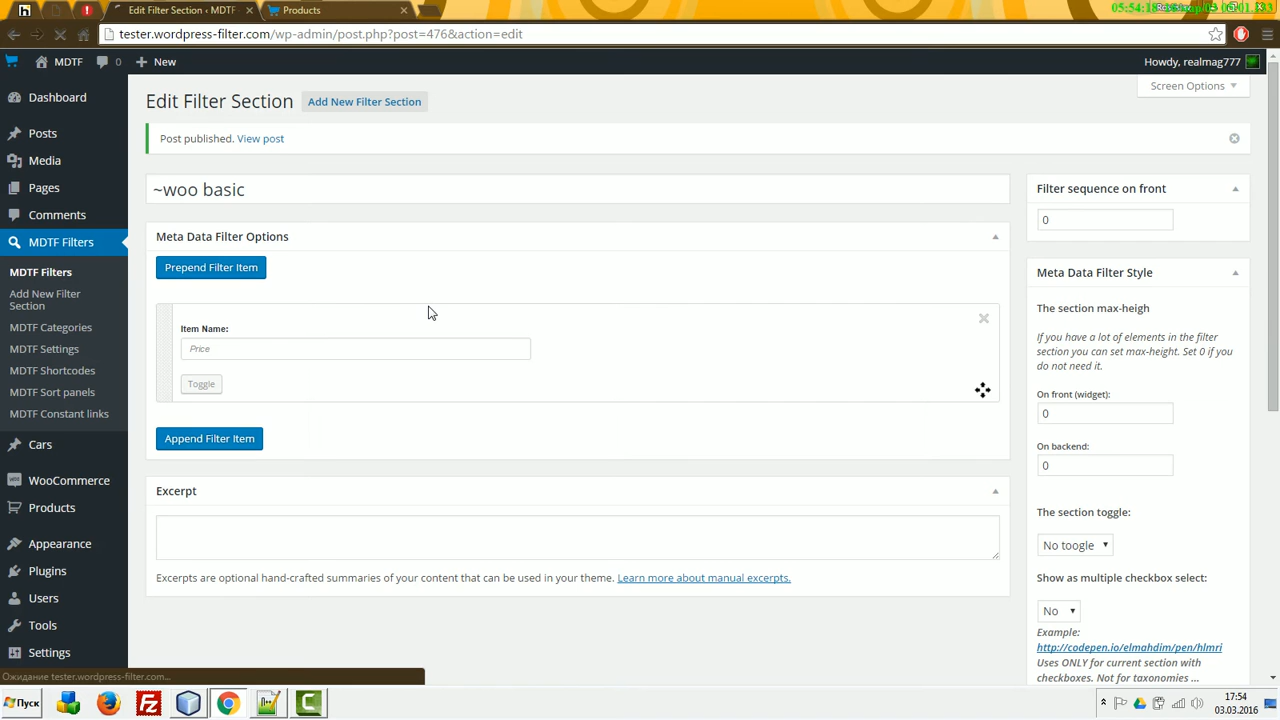 Edit Filter Section ‹ MDTF
Products
tester.wordpress-filter.com/wp-admin/post.php?post=476&action=edit
MDTF
0
New
Howdy, realmag777
Screen Options
Dashboard
Posts
Media
Pages
Comments
MDTF Filters
MDTF Filters
Add New Filter
Section
MDTF Categories
MDTF Settings
MDTF Shortcodes
MDTF Sort panels
MDTF Constant links
Cars
WooCommerce
Products
Appearance
Plugins
Users
Tools
Settings
Edit Filter Section
Add New Filter Section
Post published. View post
~woo basic
Meta Data Filter Options
Prepend Filter Item
Item Name:
Price
Toggle
Append Filter Item
Excerpt
Excerpts are optional hand-crafted summaries of your content that can be used in your theme. Learn more about manual excerpts.
Filter sequence on front
0
Meta Data Filter Style
The section max-heigh
If you have a lot of elements in the filter
section you can set max-height. Set 0 if you
do not need it.
On front (widget):
0
On backend:
0
The section toggle:
No toogle
Show as multiple checkbox select:
No
Example:
http://codepen.io/elmahdim/pen/hlmri
Uses ONLY for current section with
checkboxes. Not for taxonomies ...
Ожидание tester.wordpress-filter.com...
Пуск
17:54
03.03.2016